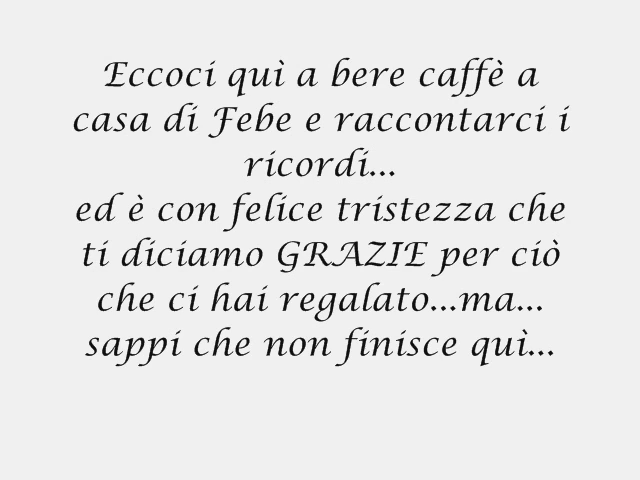 Eccoci quì a bere caffè a
casa di Febe e raccontarci i
ricordi...
ed è con felice tristezza che
ti diciamo GRAZIE per ciò
che ci hai regalato...ma...
sappi che non finisce quì...